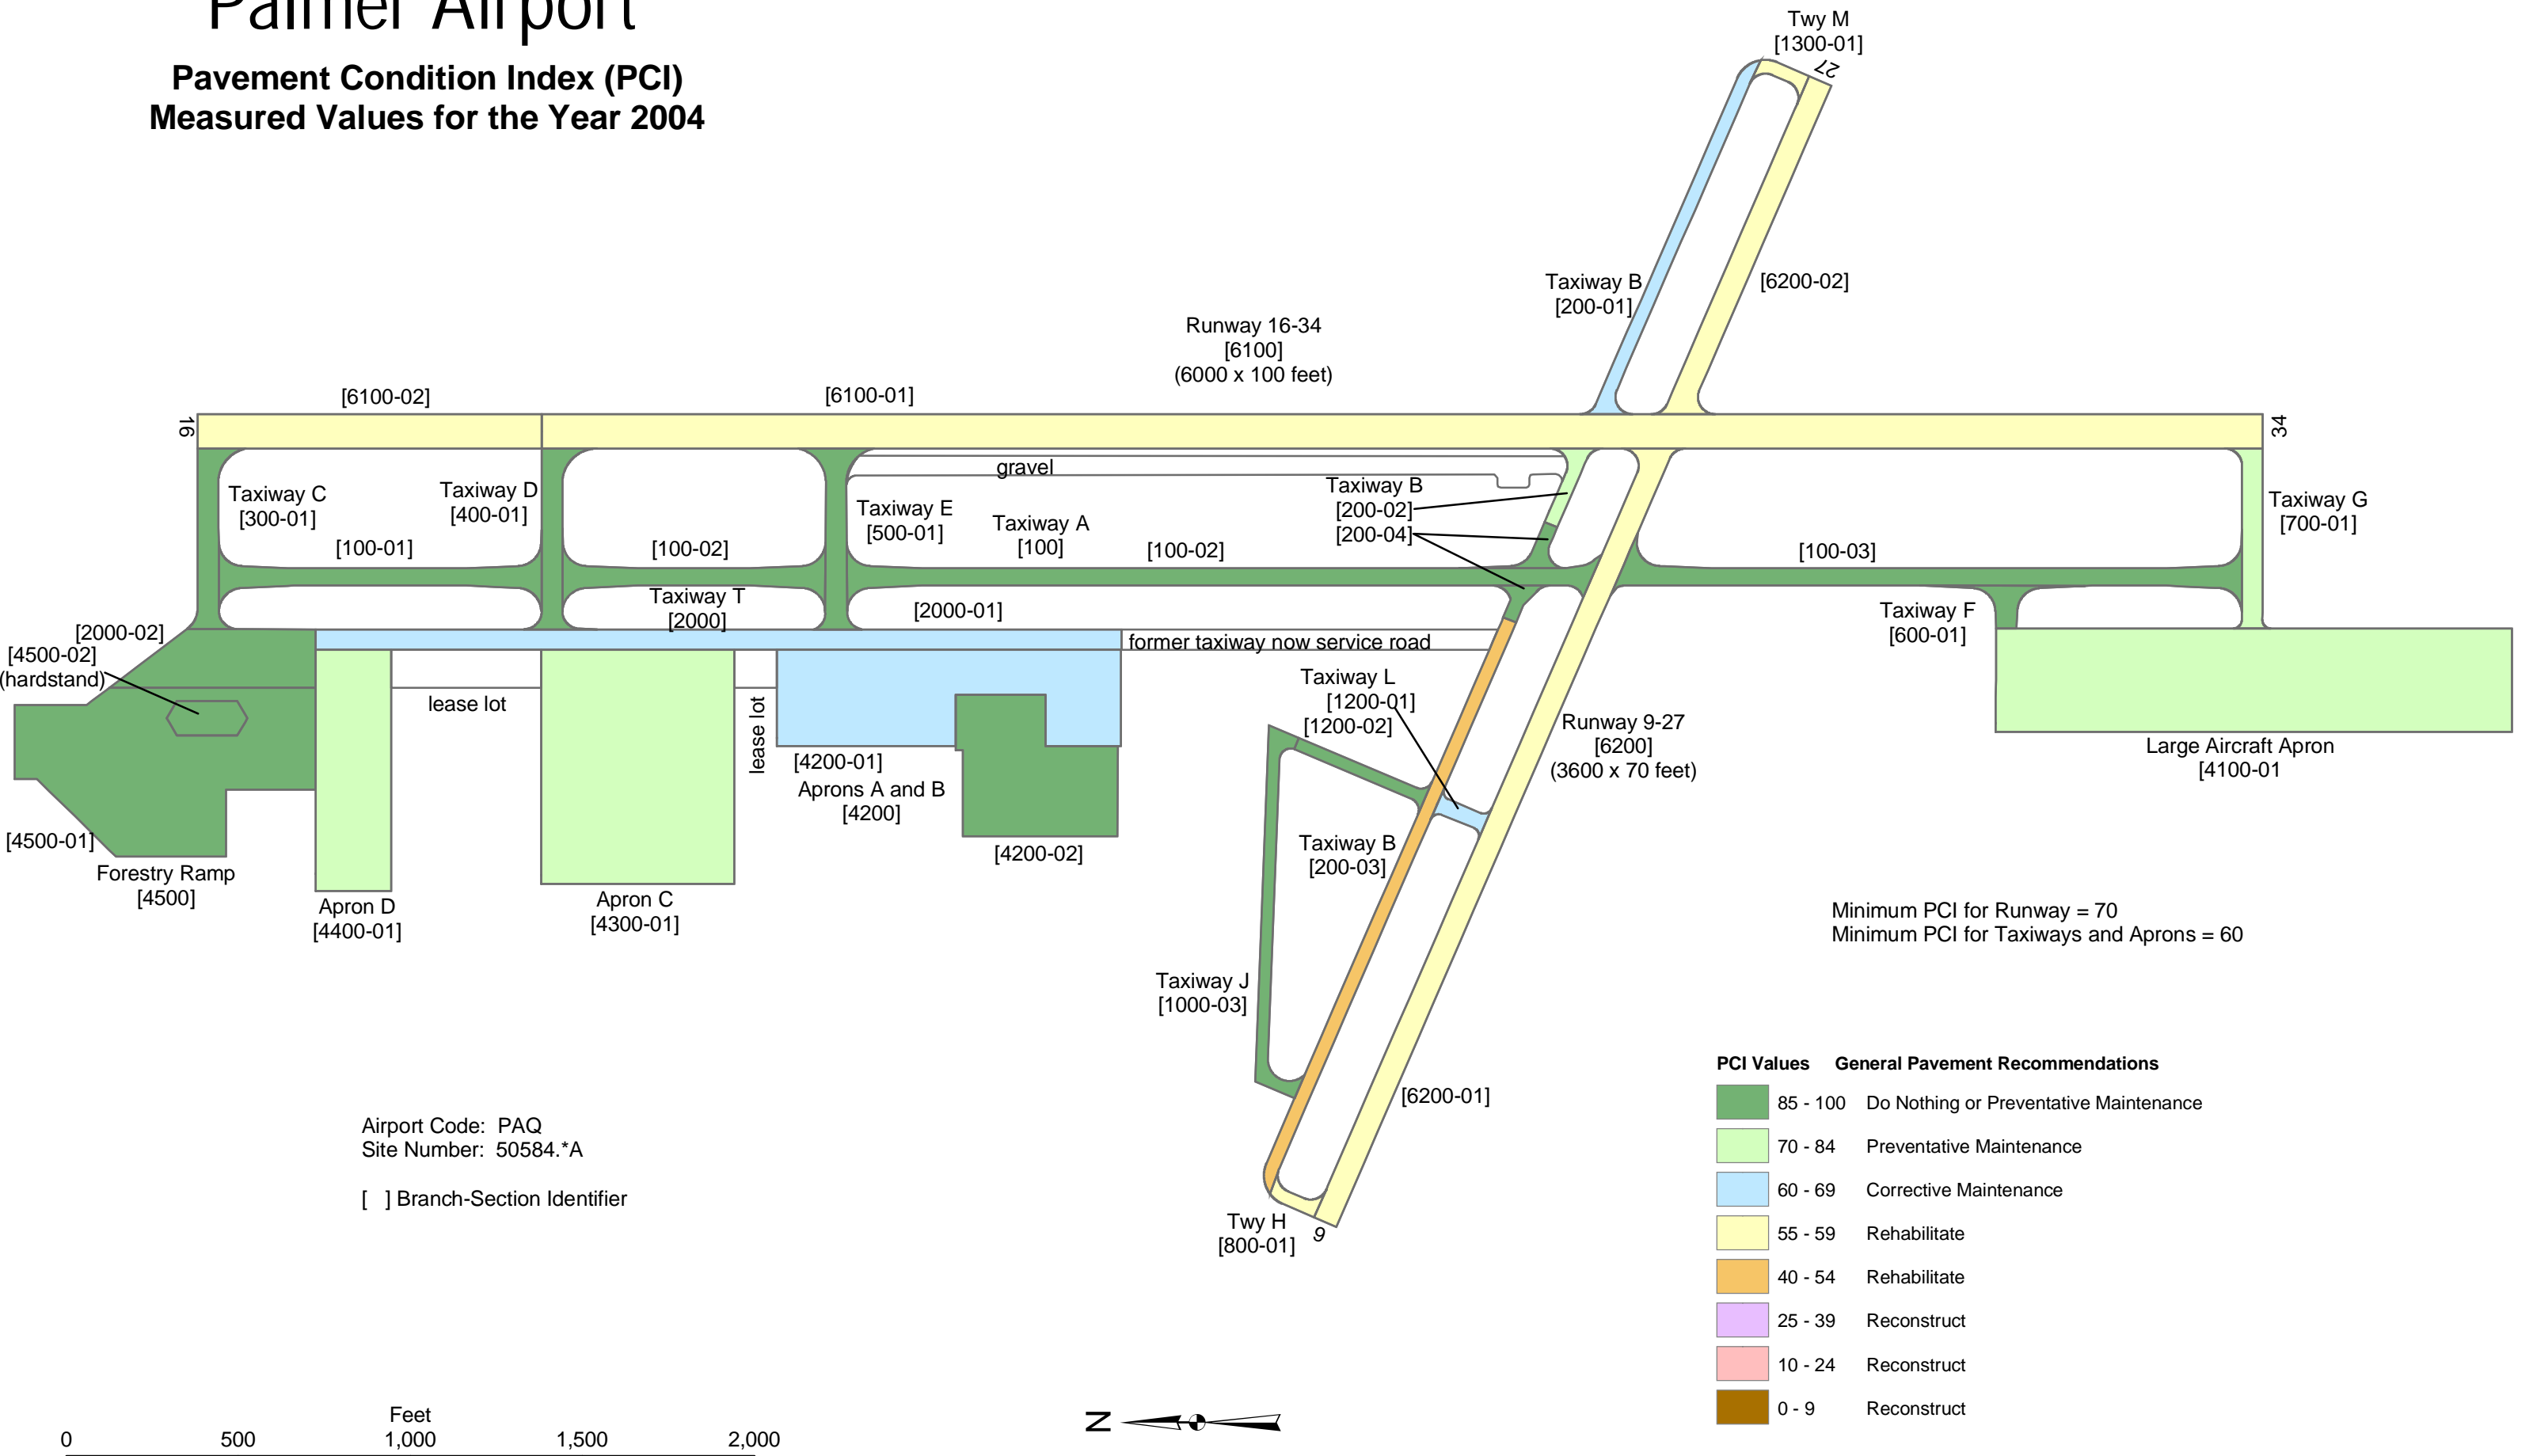 Palmer Airport
Pavement Condition Index (PCI)
Measured Values for the Year 2004
Twy M
[1300-01]
27
Taxiway B
[200-01]
[6200-02]
Runway 16-34
[6100]
(6000 x 100 feet)
[6100-02]
[6100-01]
16
34
gravel
Taxiway C
[300-01]
Taxiway D
[400-01]
Taxiway E
[500-01]
Taxiway A
[100]
Taxiway B
[200-02]
[200-04]
Taxiway G
[700-01]
[100-01]
[100-02]
[100-02]
[100-03]
Taxiway T
[2000]
[2000-01]
Taxiway F
[600-01]
[2000-02]
[4500-02]
(hardstand)
former taxiway now service road
lease lot
lease lot
Taxiway L
[1200-01]
[1200-02]
Runway 9-27
[6200]
(3600 x 70 feet)
Large Aircraft Apron
[4100-01
[4200-01]
Aprons A and B
[4200]
[4200-02]
[4500-01]
Forestry Ramp
[4500]
Apron D
[4400-01]
Apron C
[4300-01]
Taxiway B
[200-03]
Minimum PCI for Runway = 70
Minimum PCI for Taxiways and Aprons = 60
Taxiway J
[1000-03]
[6200-01]
Twy H
[800-01]
9
Airport Code: PAQ
Site Number: 50584.*A
[ ] Branch-Section Identifier
PCI Values General Pavement Recommendations
85 - 100 Do Nothing or Preventative Maintenance
70 - 84 Preventative Maintenance
60 - 69 Corrective Maintenance
55 - 59 Rehabilitate
40 - 54 Rehabilitate
25 - 39 Reconstruct
10 - 24 Reconstruct
0 - 9 Reconstruct
Feet
0 500 1,000 1,500 2,000
N